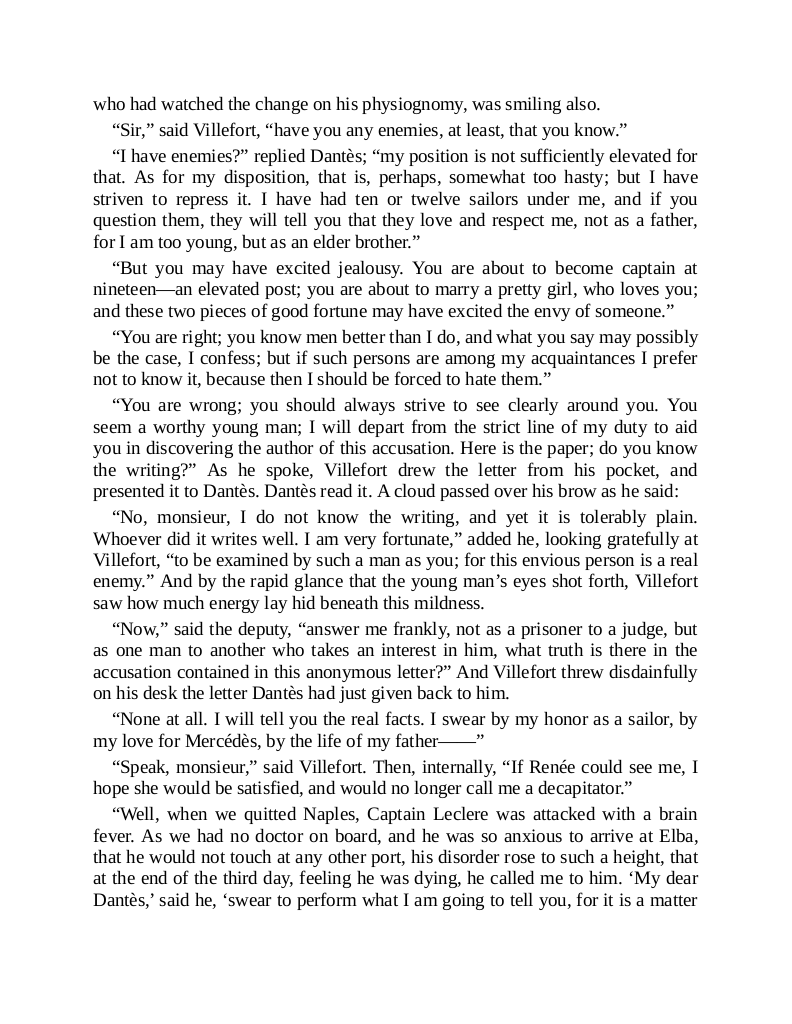 who had watched the change on his physiognomy, was smiling also.
“Sir,” said Villefort, “have you any enemies, at least, that you know.”
“I have enemies?” replied Dantès; “my position is not sufficiently elevated for
that. As for my disposition, that is, perhaps, somewhat too hasty; but I have
striven to repress it. I have had ten or twelve sailors under me, and if you
question them, they will tell you that they love and respect me, not as a father,
for I am too young, but as an elder brother.”
“But you may have excited jealousy. You are about to become captain at
nineteen—an elevated post; you are about to marry a pretty girl, who loves you;
and these two pieces of good fortune may have excited the envy of someone.”
“You are right; you know men better than I do, and what you say may possibly
be the case, I confess; but if such persons are among my acquaintances I prefer
not to know it, because then I should be forced to hate them.”
“You are wrong; you should always strive to see clearly around you. You
seem a worthy young man; I will depart from the strict line of my duty to aid
you in discovering the author of this accusation. Here is the paper; do you know
the writing?” As he spoke, Villefort drew the letter from his pocket, and
presented it to Dantès. Dantès read it. A cloud passed over his brow as he said:
“No, monsieur, I do not know the writing, and yet it is tolerably plain.
Whoever did it writes well. I am very fortunate,” added he, looking gratefully at
Villefort, “to be examined by such a man as you; for this envious person is a real
enemy.” And by the rapid glance that the young man’s eyes shot forth, Villefort
saw how much energy lay hid beneath this mildness.
“Now,” said the deputy, “answer me frankly, not as a prisoner to a judge, but
as one man to another who takes an interest in him, what truth is there in the
accusation contained in this anonymous letter?” And Villefort threw disdainfully
on his desk the letter Dantès had just given back to him.
“None at all. I will tell you the real facts. I swear by my honor as a sailor, by
my love for Mercédès, by the life of my father——”
“Speak, monsieur,” said Villefort. Then, internally, “If Renée could see me, I
hope she would be satisfied, and would no longer call me a decapitator.”
“Well, when we quitted Naples, Captain Leclere was attacked with a brain
fever. As we had no doctor on board, and he was so anxious to arrive at Elba,
that he would not touch at any other port, his disorder rose to such a height, that
at the end of the third day, feeling he was dying, he called me to him. ‘My dear
Dantès,’ said he, ‘swear to perform what I am going to tell you, for it is a matter